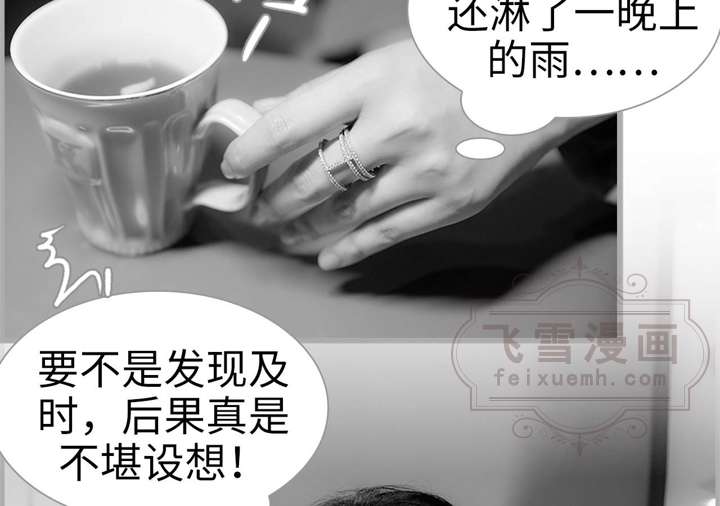 还淋了一晚上
的雨……
飞雪漫画
feixuemh.com
要不是发现及
时，后果真是
不堪设想！